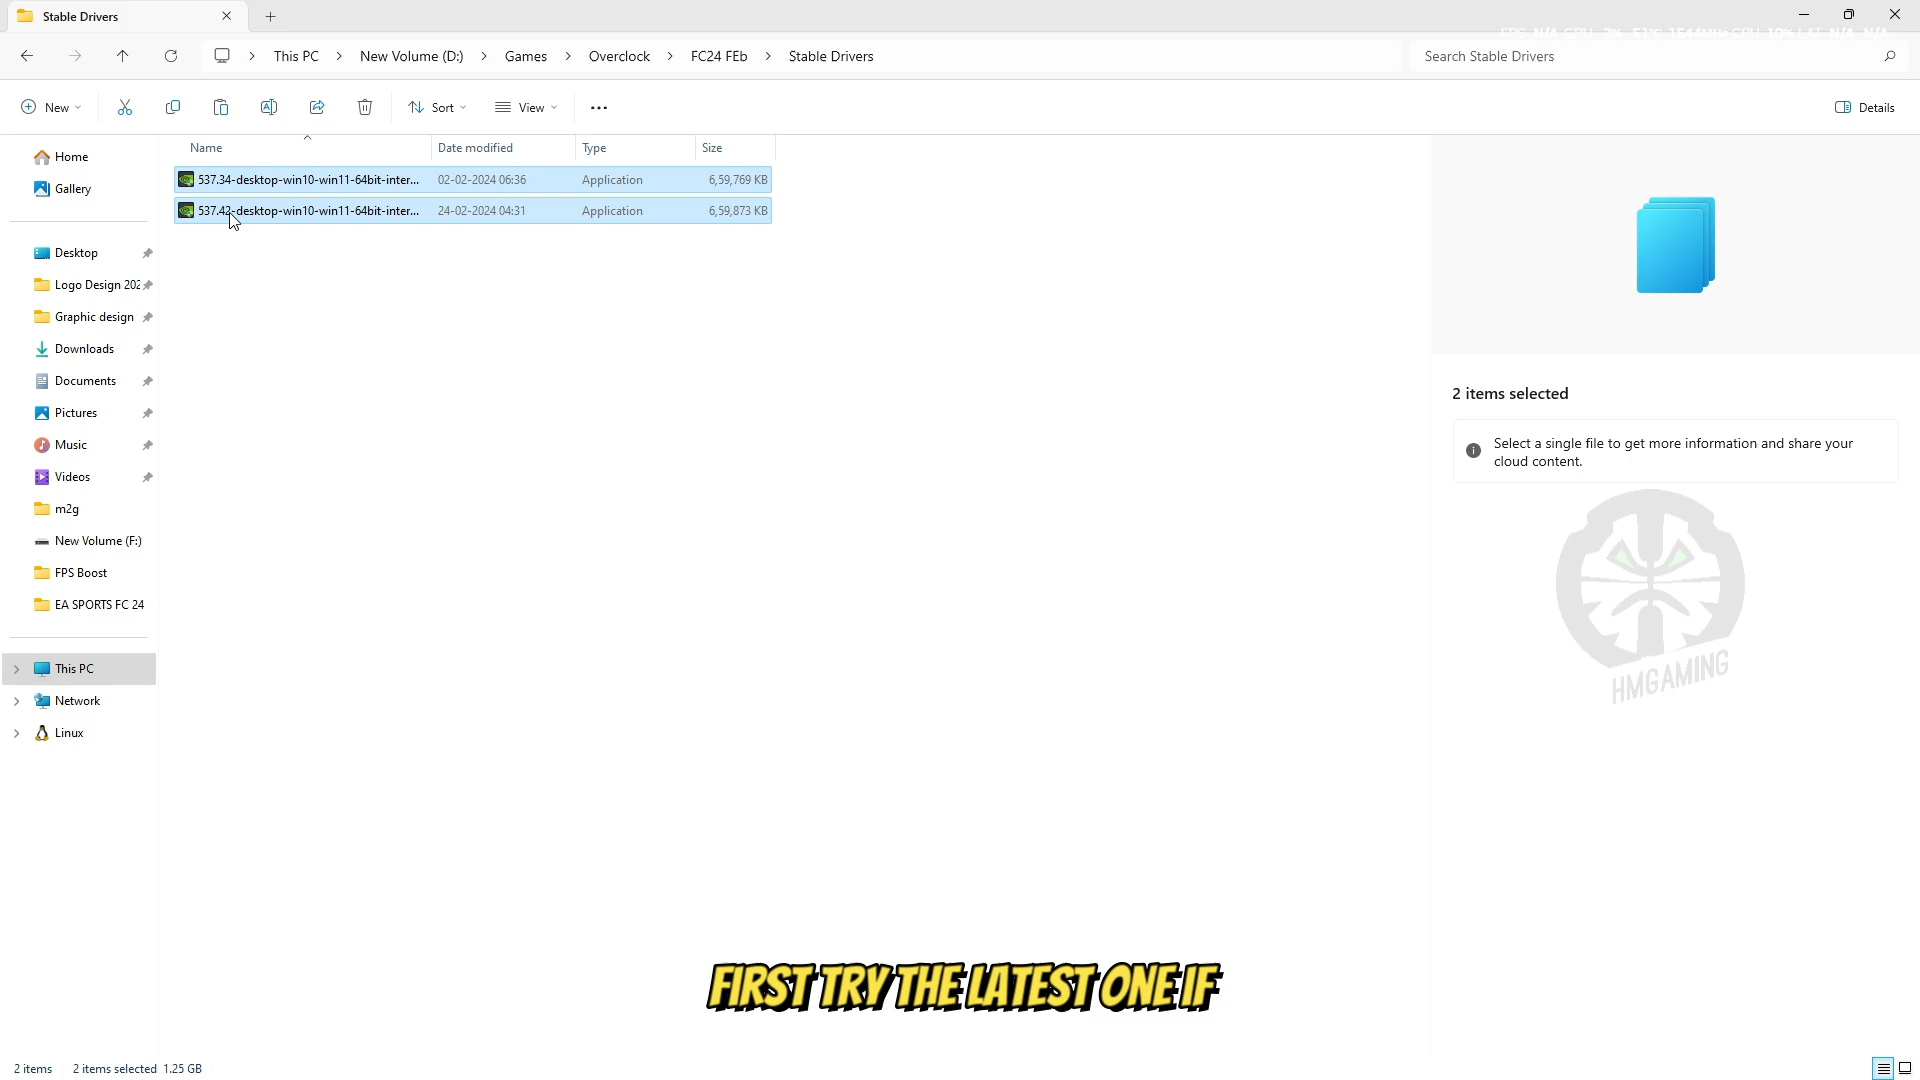 Stable Drivers
This PC
New Volume (D:)
Games
Overclock
FC24 FEb
Stable Drivers
Search Stable Drivers
New
Sort
View
Details
Name
Date modified
Type
Size
537.34-desktop-win10-win11-64bit-inter...
02-02-2024 06:36
Application
6,59,769 KB
537.42-desktop-win10-win11-64bit-inter...
24-02-2024 04:31
Application
6,59,873 KB
Home
Gallery
Desktop
Logo Design 202
Graphic design
Downloads
Documents
Pictures
Music
Videos
m2g
New Volume (F:)
FPS Boost
EA SPORTS FC 24
This PC
Network
Linux
2 items selected
Select a single file to get more information and share your
cloud content.
HMGAMING
FIRST TRY THE LATEST ONE IF
2 items
2 items selected 1.25 GB